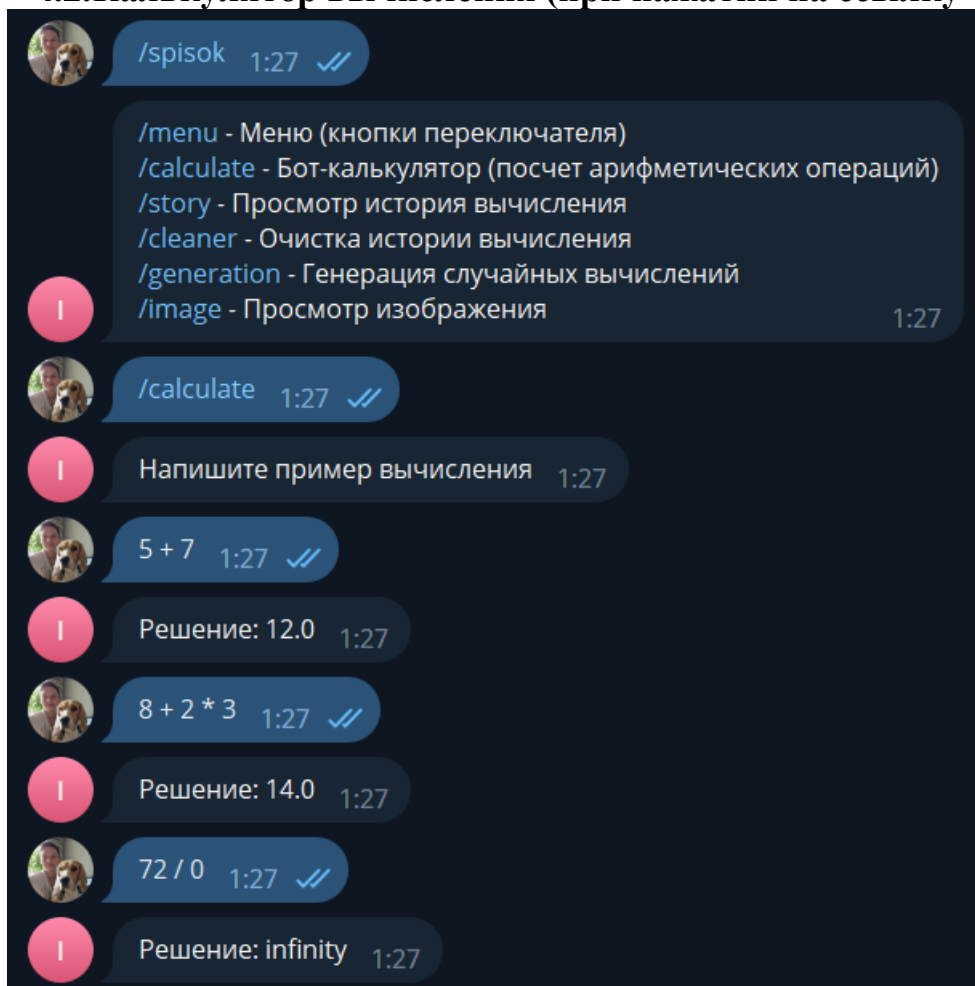 /spisok 1:27
/menu - Меню (кнопки переключателя)
/calculate - Бот-калькулятор (посчет арифметических операций)
/story - Просмотр история вычисления
/cleaner - Очистка истории вычисления
/generation - Генерация случайных вычислений
/image - Просмотр изображения 1:27
I
/calculate 1:27
I
Напишите пример вычисления 1:27
5 + 7 1:27
I
Решение: 12.0 1:27
8 + 2 * 3 1:27
I
Решение: 14.0 1:27
72 / 0 1:27
I
Решение: infinity 1:27